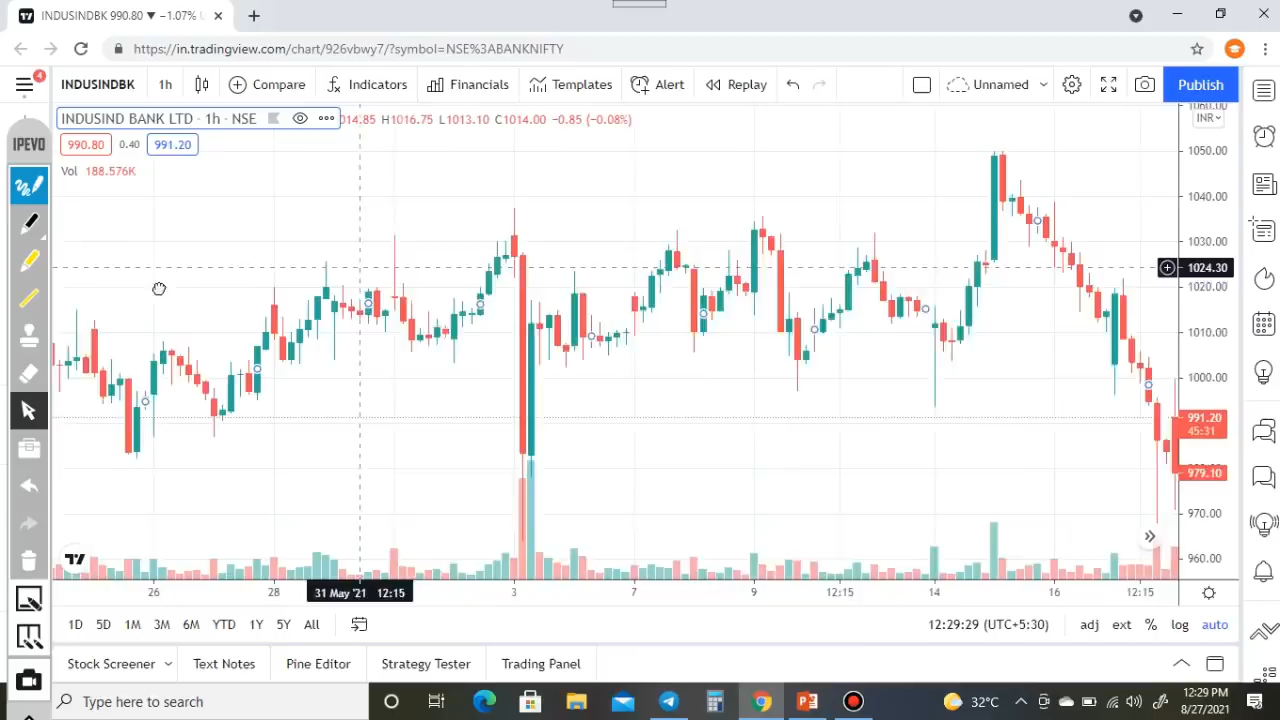 INDUSINDBK 990.80 ▼ −1.07%
https://in.tradingview.com/chart/926vbwy7/?symbol=NSE%3ABANKNIFTY
4
INDUSINDBK 1h Compare Indicators Financials Templates Alert Replay Unnamed Publish
INDUSIND BANK LTD · 1h · NSE 1014.85 H1016.75 L1013.10 C1014.00 −0.85 (−0.08%)
INR
990.80 0.40 991.20
Vol 188.576K
IPEVO
1060.00
1050.00
1040.00
1030.00
1024.30
1020.00
1010.00
1000.00
991.20
45:31
979.10
970.00
960.00
26 28 31 May '21 12:15 3 7 9 12:15 14 16 12:15
1D 5D 1M 3M 6M YTD 1Y 5Y All 12:29:29 (UTC+5:30) adj ext % log auto
Stock Screener Text Notes Pine Editor Strategy Tester Trading Panel
Type here to search
32°C
12:29 PM
8/27/2021